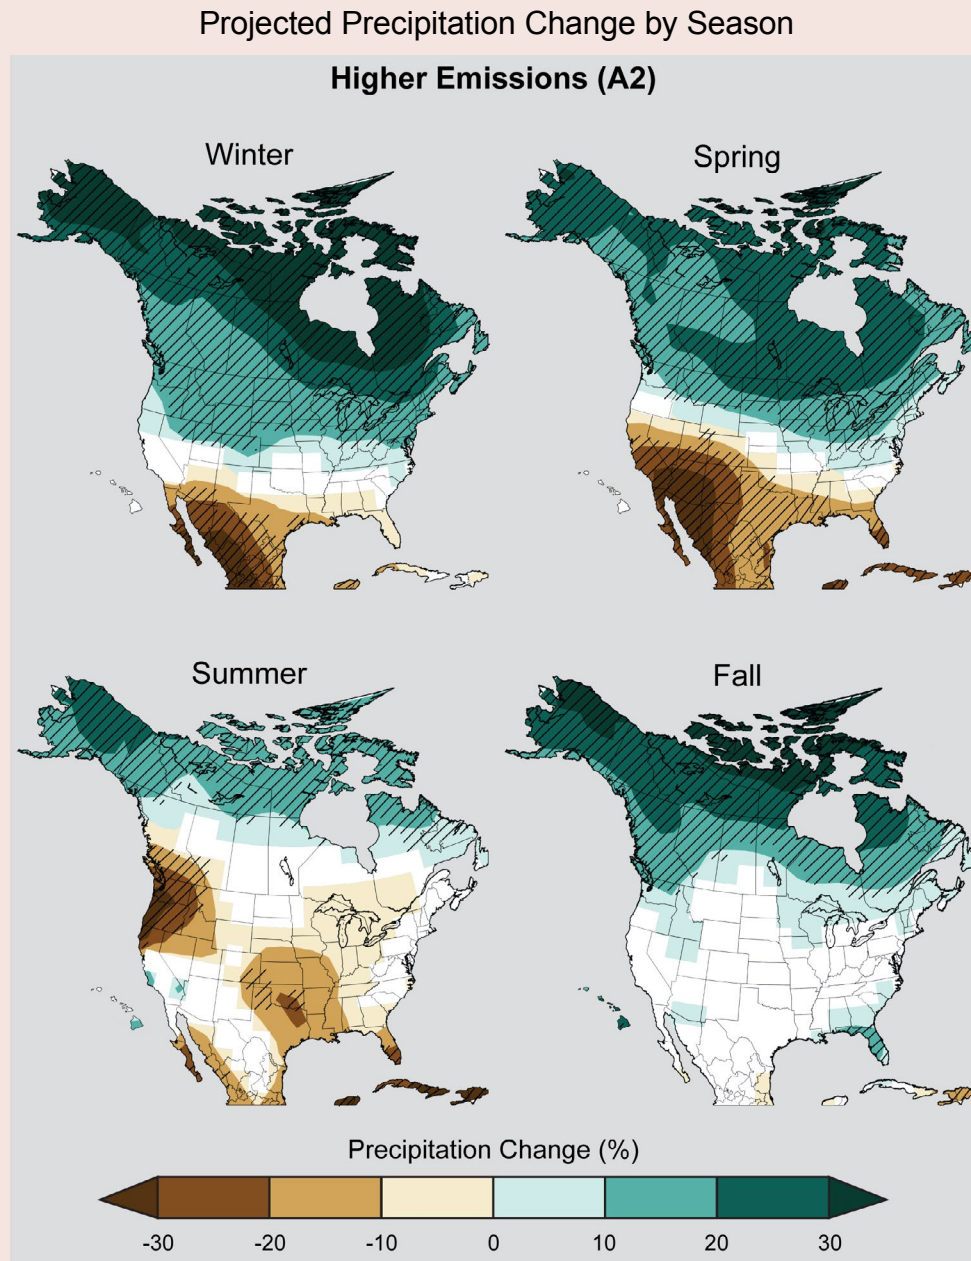 Projected Precipitation Change by Season
Higher Emissions (A2)
Winter
Spring
Summer
Fall
Precipitation Change (%)
-30 -20 -10 0 10 20 30